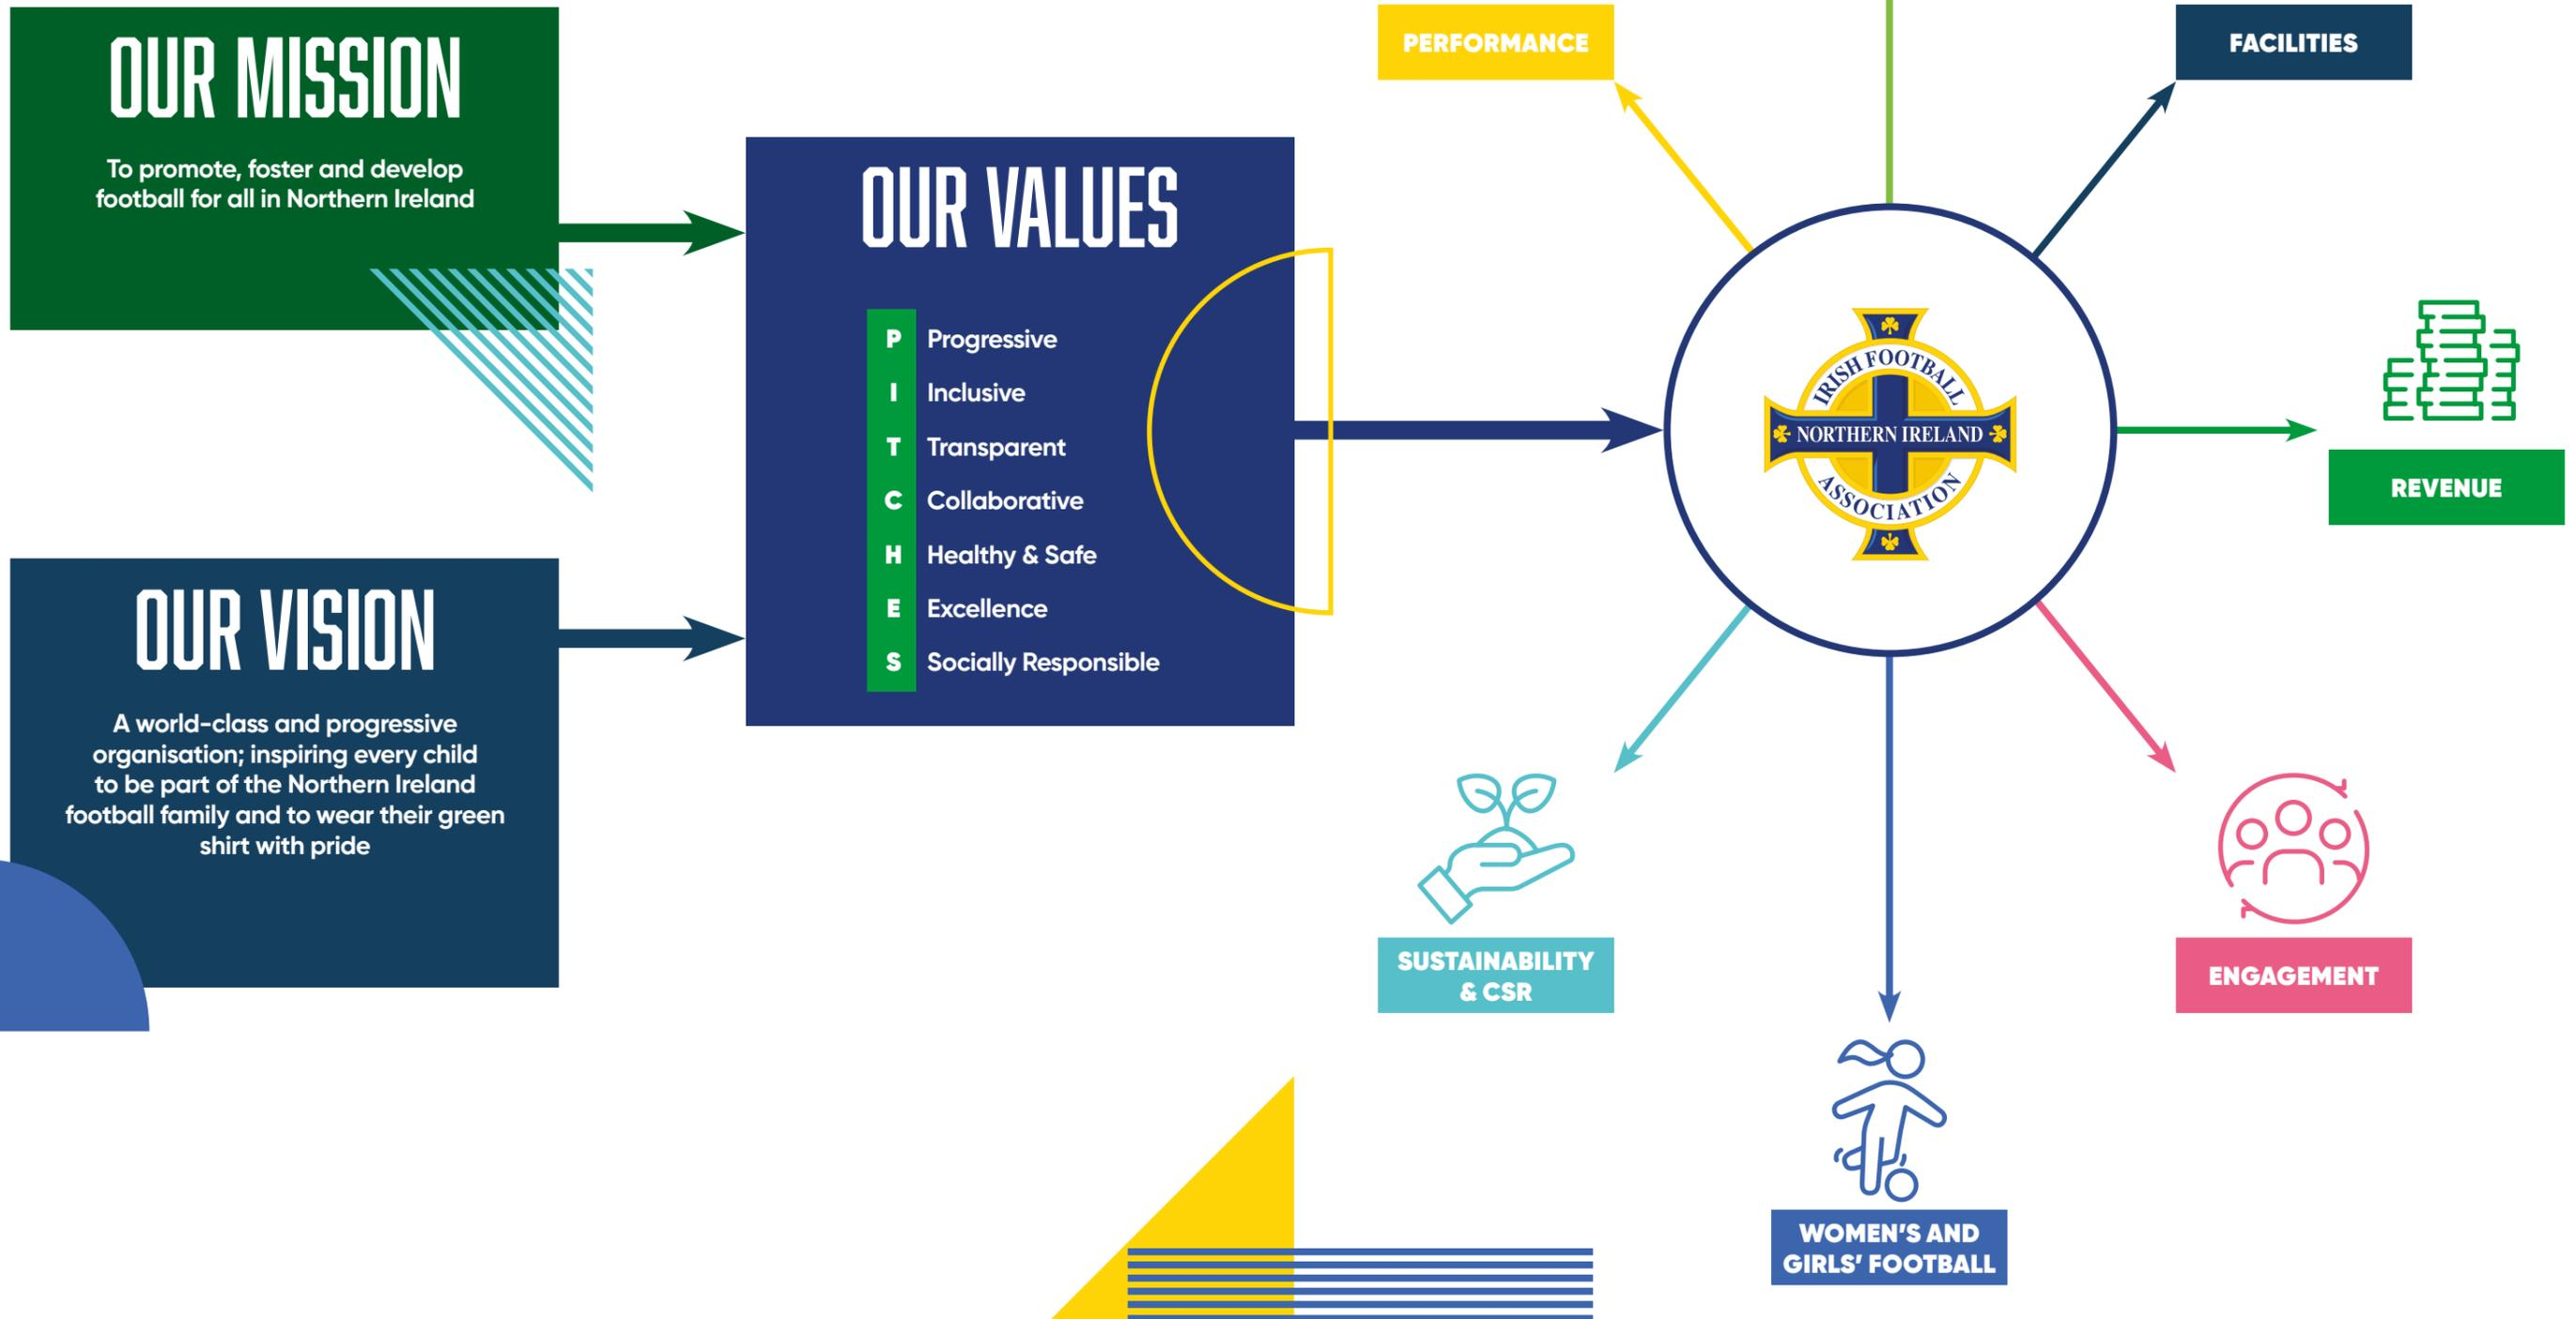 OUR MISSION
To promote, foster and develop
football for all in Northern Ireland
OUR VISION
A world-class and progressive
organisation; inspiring every child
to be part of the Northern Ireland
football family and to wear their green
shirt with pride
OUR VALUES
P Progressive
I Inclusive
T Transparent
C Collaborative
H Healthy & Safe
E Excellence
S Socially Responsible
PERFORMANCE
FACILITIES
IRISH FOOTBALL
NORTHERN IRELAND
ASSOCIATION
REVENUE
SUSTAINABILITY
& CSR
ENGAGEMENT
WOMEN'S AND
GIRLS' FOOTBALL